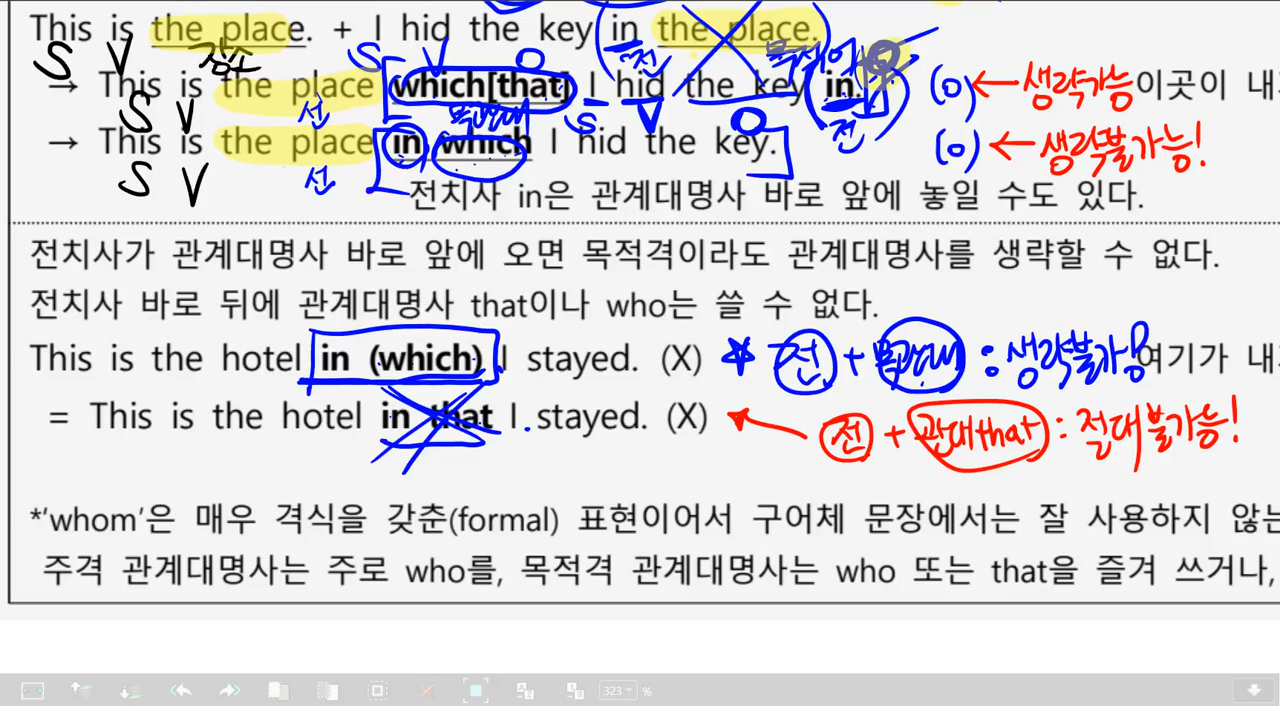 This is the place. + I hid the key in the place.
S V 장소 S V O 전
→ This is the place which[that] I hid the key in (O) ← 생략가능 이곳이 내
S V 선 목관대 S V O 전
→ This is the place in which I hid the key. (O) ← 생략불가능!
S V 선
전치사 in은 관계대명사 바로 앞에 놓일 수도 있다.
전치사가 관계대명사 바로 앞에 오면 목적격이라도 관계대명사를 생략할 수 없다.
전치사 바로 뒤에 관계대명사 that이나 who는 쓸 수 없다.
This is the hotel in (which) I stayed. (X) ★ 전 + 목관대 : 생략불가 여기가 내
= This is the hotel in that I stayed. (X) ← 전 + 관대that : 절대불가능!
*'whom'은 매우 격식을 갖춘(formal) 표현이어서 구어체 문장에서는 잘 사용하지 않는
주격 관계대명사는 주로 who를, 목적격 관계대명사는 who 또는 that을 즐겨 쓰거나,
323 %